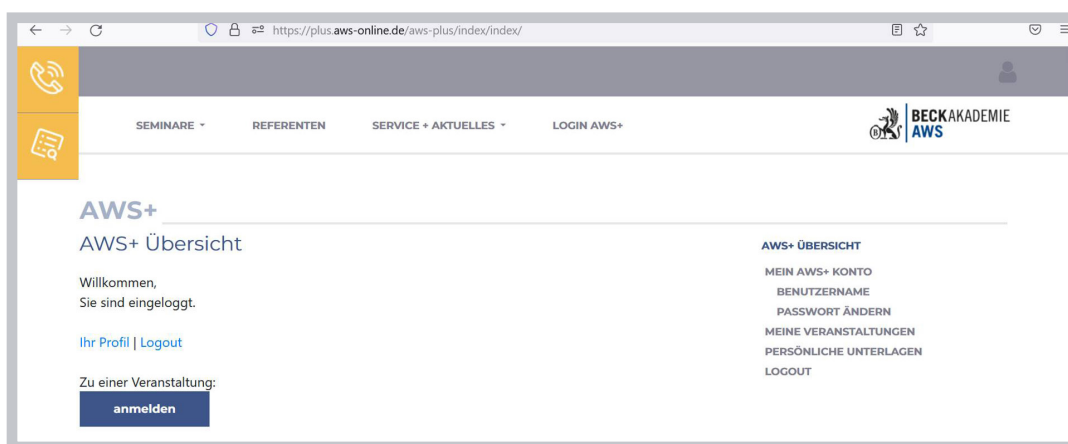 https://plus.aws-online.de/aws-plus/index/index/
SEMINARE
REFERENTEN
SERVICE + AKTUELLES
LOGIN AWS+
BECKAKADEMIE
AWS
B
AWS+
AWS+ Übersicht
Willkommen,
Sie sind eingeloggt.
Ihr Profil | Logout
Zu einer Veranstaltung:
anmelden
AWS+ ÜBERSICHT
MEIN AWS+ KONTO
BENUTZERNAME
PASSWORT ÄNDERN
MEINE VERANSTALTUNGEN
PERSÖNLICHE UNTERLAGEN
LOGOUT